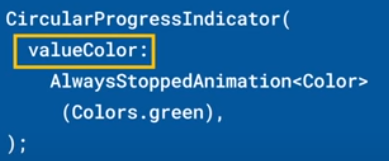 CircularProgressIndicator(
valueColor:
AlwaysStoppedAnimation<Color>
(Colors.green),
);